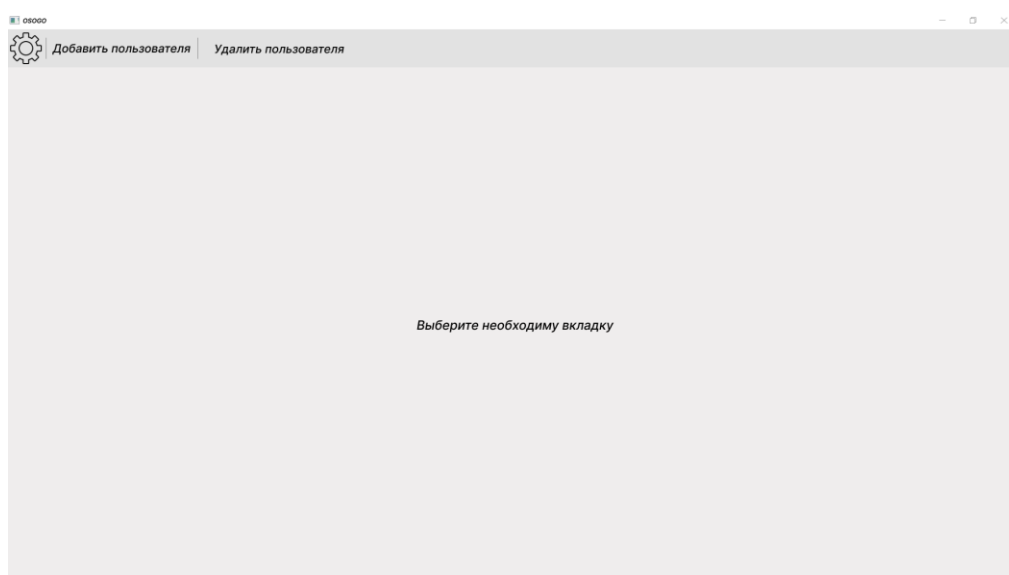 osogo
Добавить пользователя
Удалить пользователя
Выберите необходиму вкладку